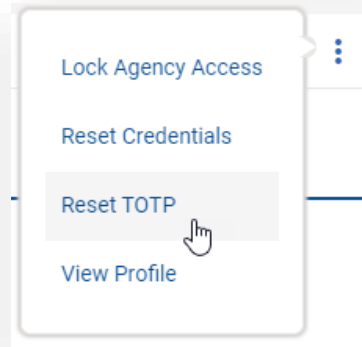 Lock Agency Access
Reset Credentials
Reset TOTP
View Profile